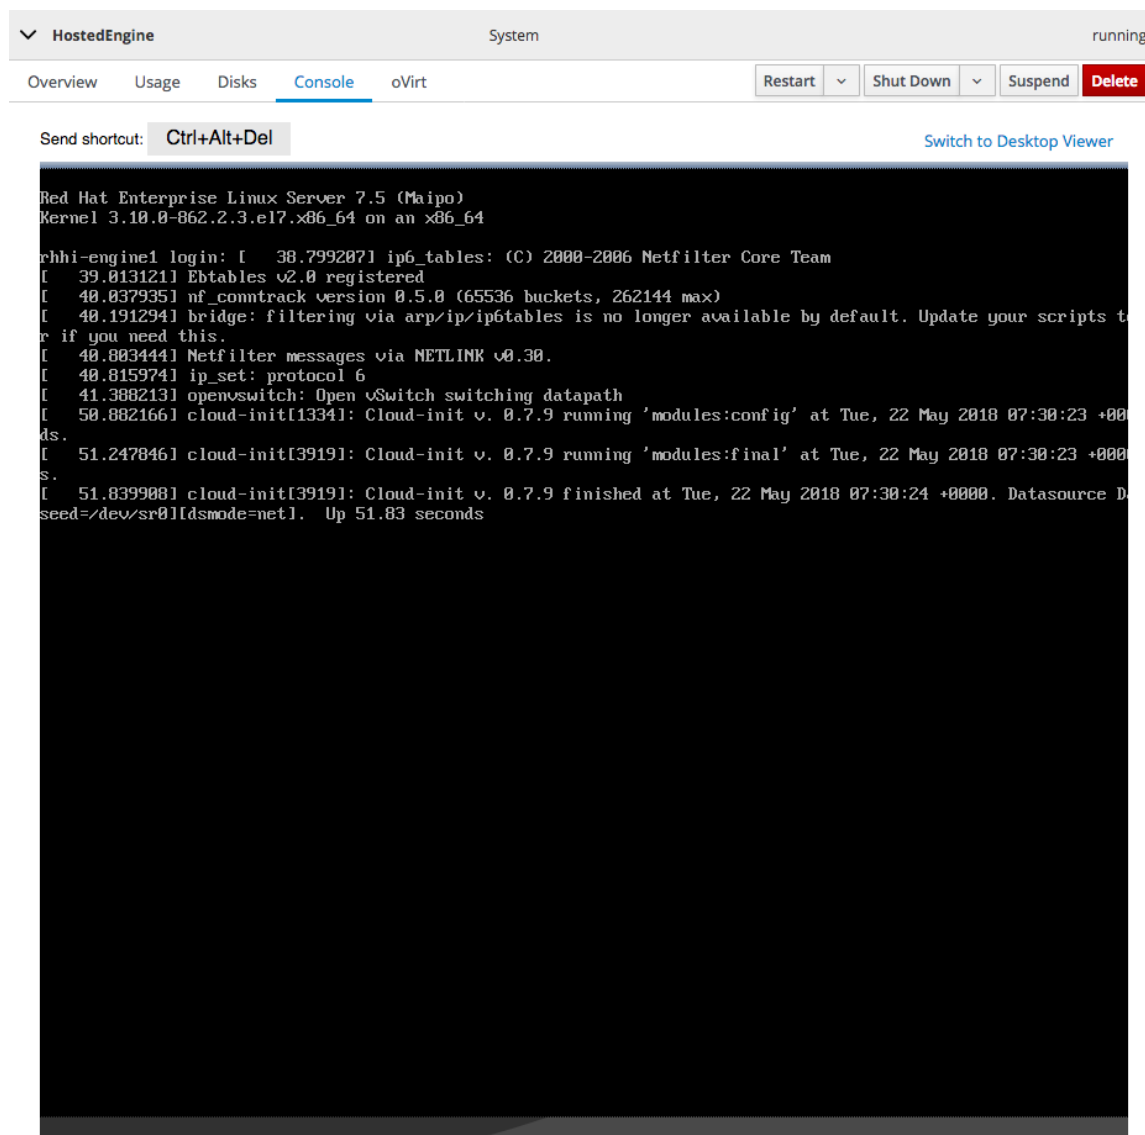 HostedEngine System running
Overview Usage Disks Console oVirt Restart Shut Down Suspend Delete
Send shortcut: Ctrl+Alt+Del Switch to Desktop Viewer
Red Hat Enterprise Linux Server 7.5 (Maipo)
Kernel 3.10.0-862.2.3.el7.x86_64 on an x86_64
rhhi-engine1 login: [   38.799207] ip6_tables: (C) 2000-2006 Netfilter Core Team
[   39.013121] Ebtables v2.0 registered
[   40.037935] nf_conntrack version 0.5.0 (65536 buckets, 262144 max)
[   40.191294] bridge: filtering via arp/ip/ip6tables is no longer available by default. Update your scripts t
r if you need this.
[   40.803444] Netfilter messages via NETLINK v0.30.
[   40.815974] ip_set: protocol 6
[   41.388213] openvswitch: Open vSwitch switching datapath
[   50.882166] cloud-init[1334]: Cloud-init v. 0.7.9 running 'modules:config' at Tue, 22 May 2018 07:30:23 +00
ds.
[   51.247846] cloud-init[3919]: Cloud-init v. 0.7.9 running 'modules:final' at Tue, 22 May 2018 07:30:23 +000
s.
[   51.839908] cloud-init[3919]: Cloud-init v. 0.7.9 finished at Tue, 22 May 2018 07:30:24 +0000. Datasource D
seed=/dev/sr0][dsmode=net].  Up 51.83 seconds